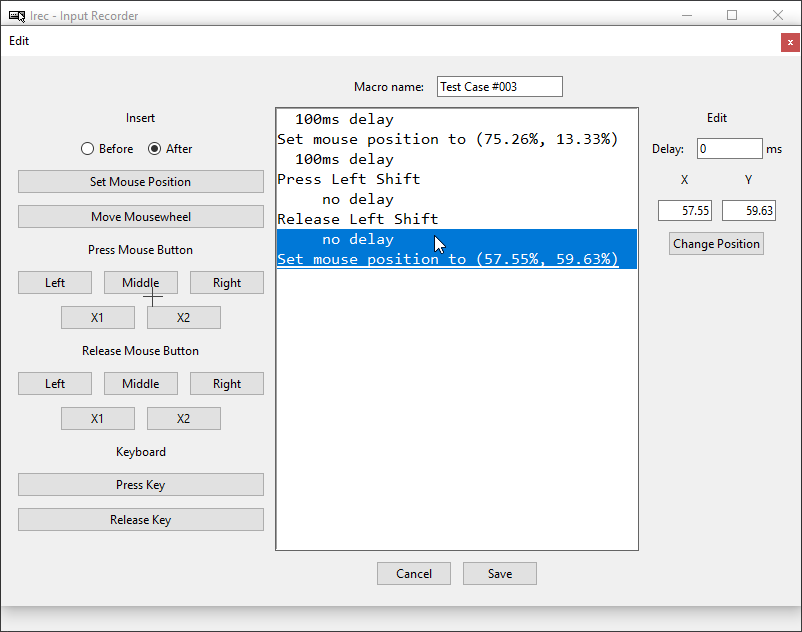 Irec - Input Recorder
Edit
x
Macro name: Test Case #003
Insert
Before After
Set Mouse Position
Move Mousewheel
Press Mouse Button
Left Middle Right
X1 X2
Release Mouse Button
Left Middle Right
X1 X2
Keyboard
Press Key
Release Key
100ms delay
Set mouse position to (75.26%, 13.33%)
100ms delay
Press Left Shift
no delay
Release Left Shift
no delay
Set mouse position to (57.55%, 59.63%)
Edit
Delay: 0 ms
X Y
57.55 59.63
Change Position
Cancel Save